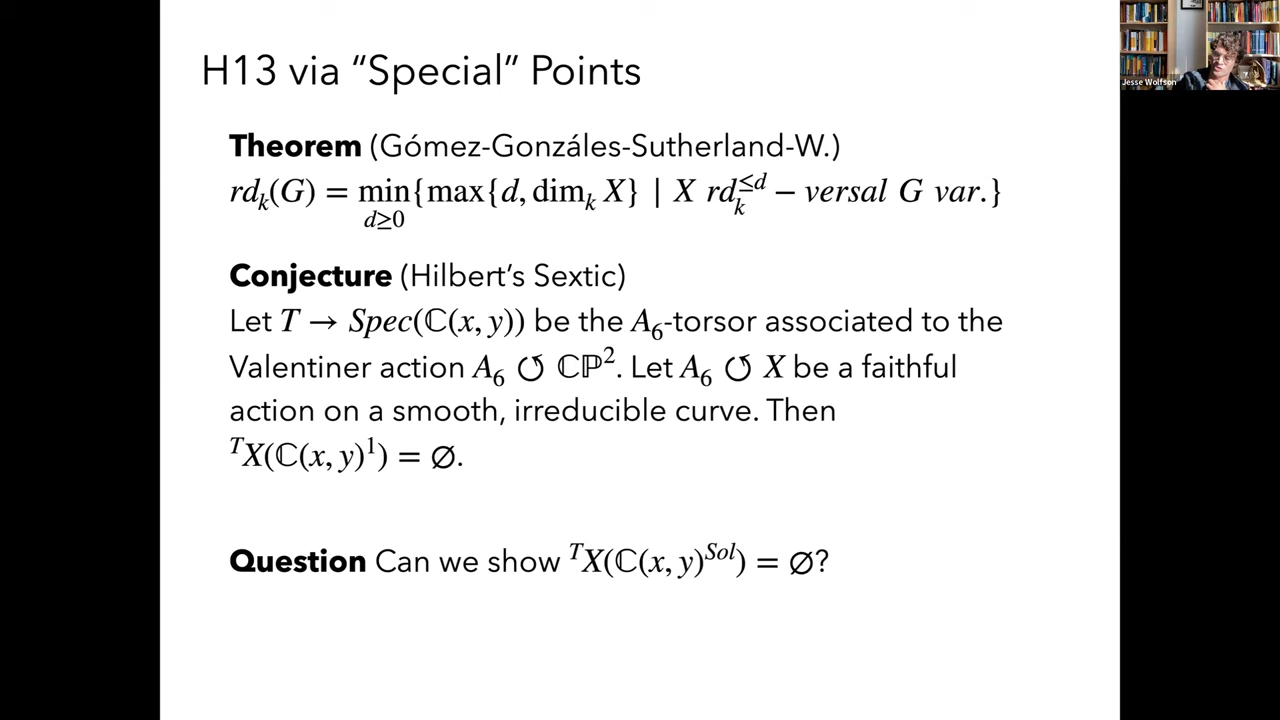 H13 via “Special” Points
Jesse Wolfson
Theorem (Gómez-Gonzáles-Sutherland-W.)
rd_k(G) = min_{d≥0}{max{d, dim_k X} | X rd_k^{≤d} − versal G var.}
Conjecture (Hilbert’s Sextic)
Let T → Spec(ℂ(x, y)) be the A_6-torsor associated to the
Valentiner action A_6 ↺ ℂℙ^2. Let A_6 ↺ X be a faithful
action on a smooth, irreducible curve. Then
^T X(ℂ(x, y)^1) = ∅.
Question Can we show ^T X(ℂ(x, y)^{Sol}) = ∅?